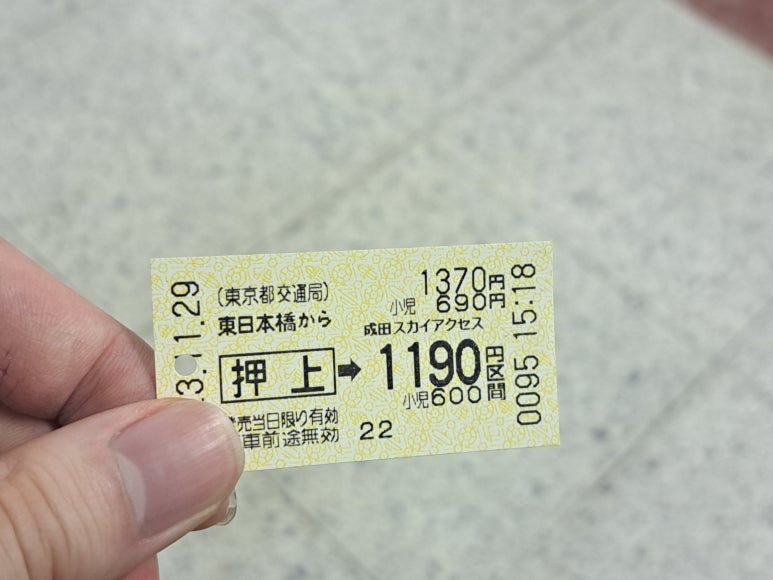 3.11.29
(東京都交通局)
東日本橋から
押上➡1190円区間
1370円
小児 690円
成田スカイアクセス
小児600
売当日限り有効
車前途無効
22
0095 15:18